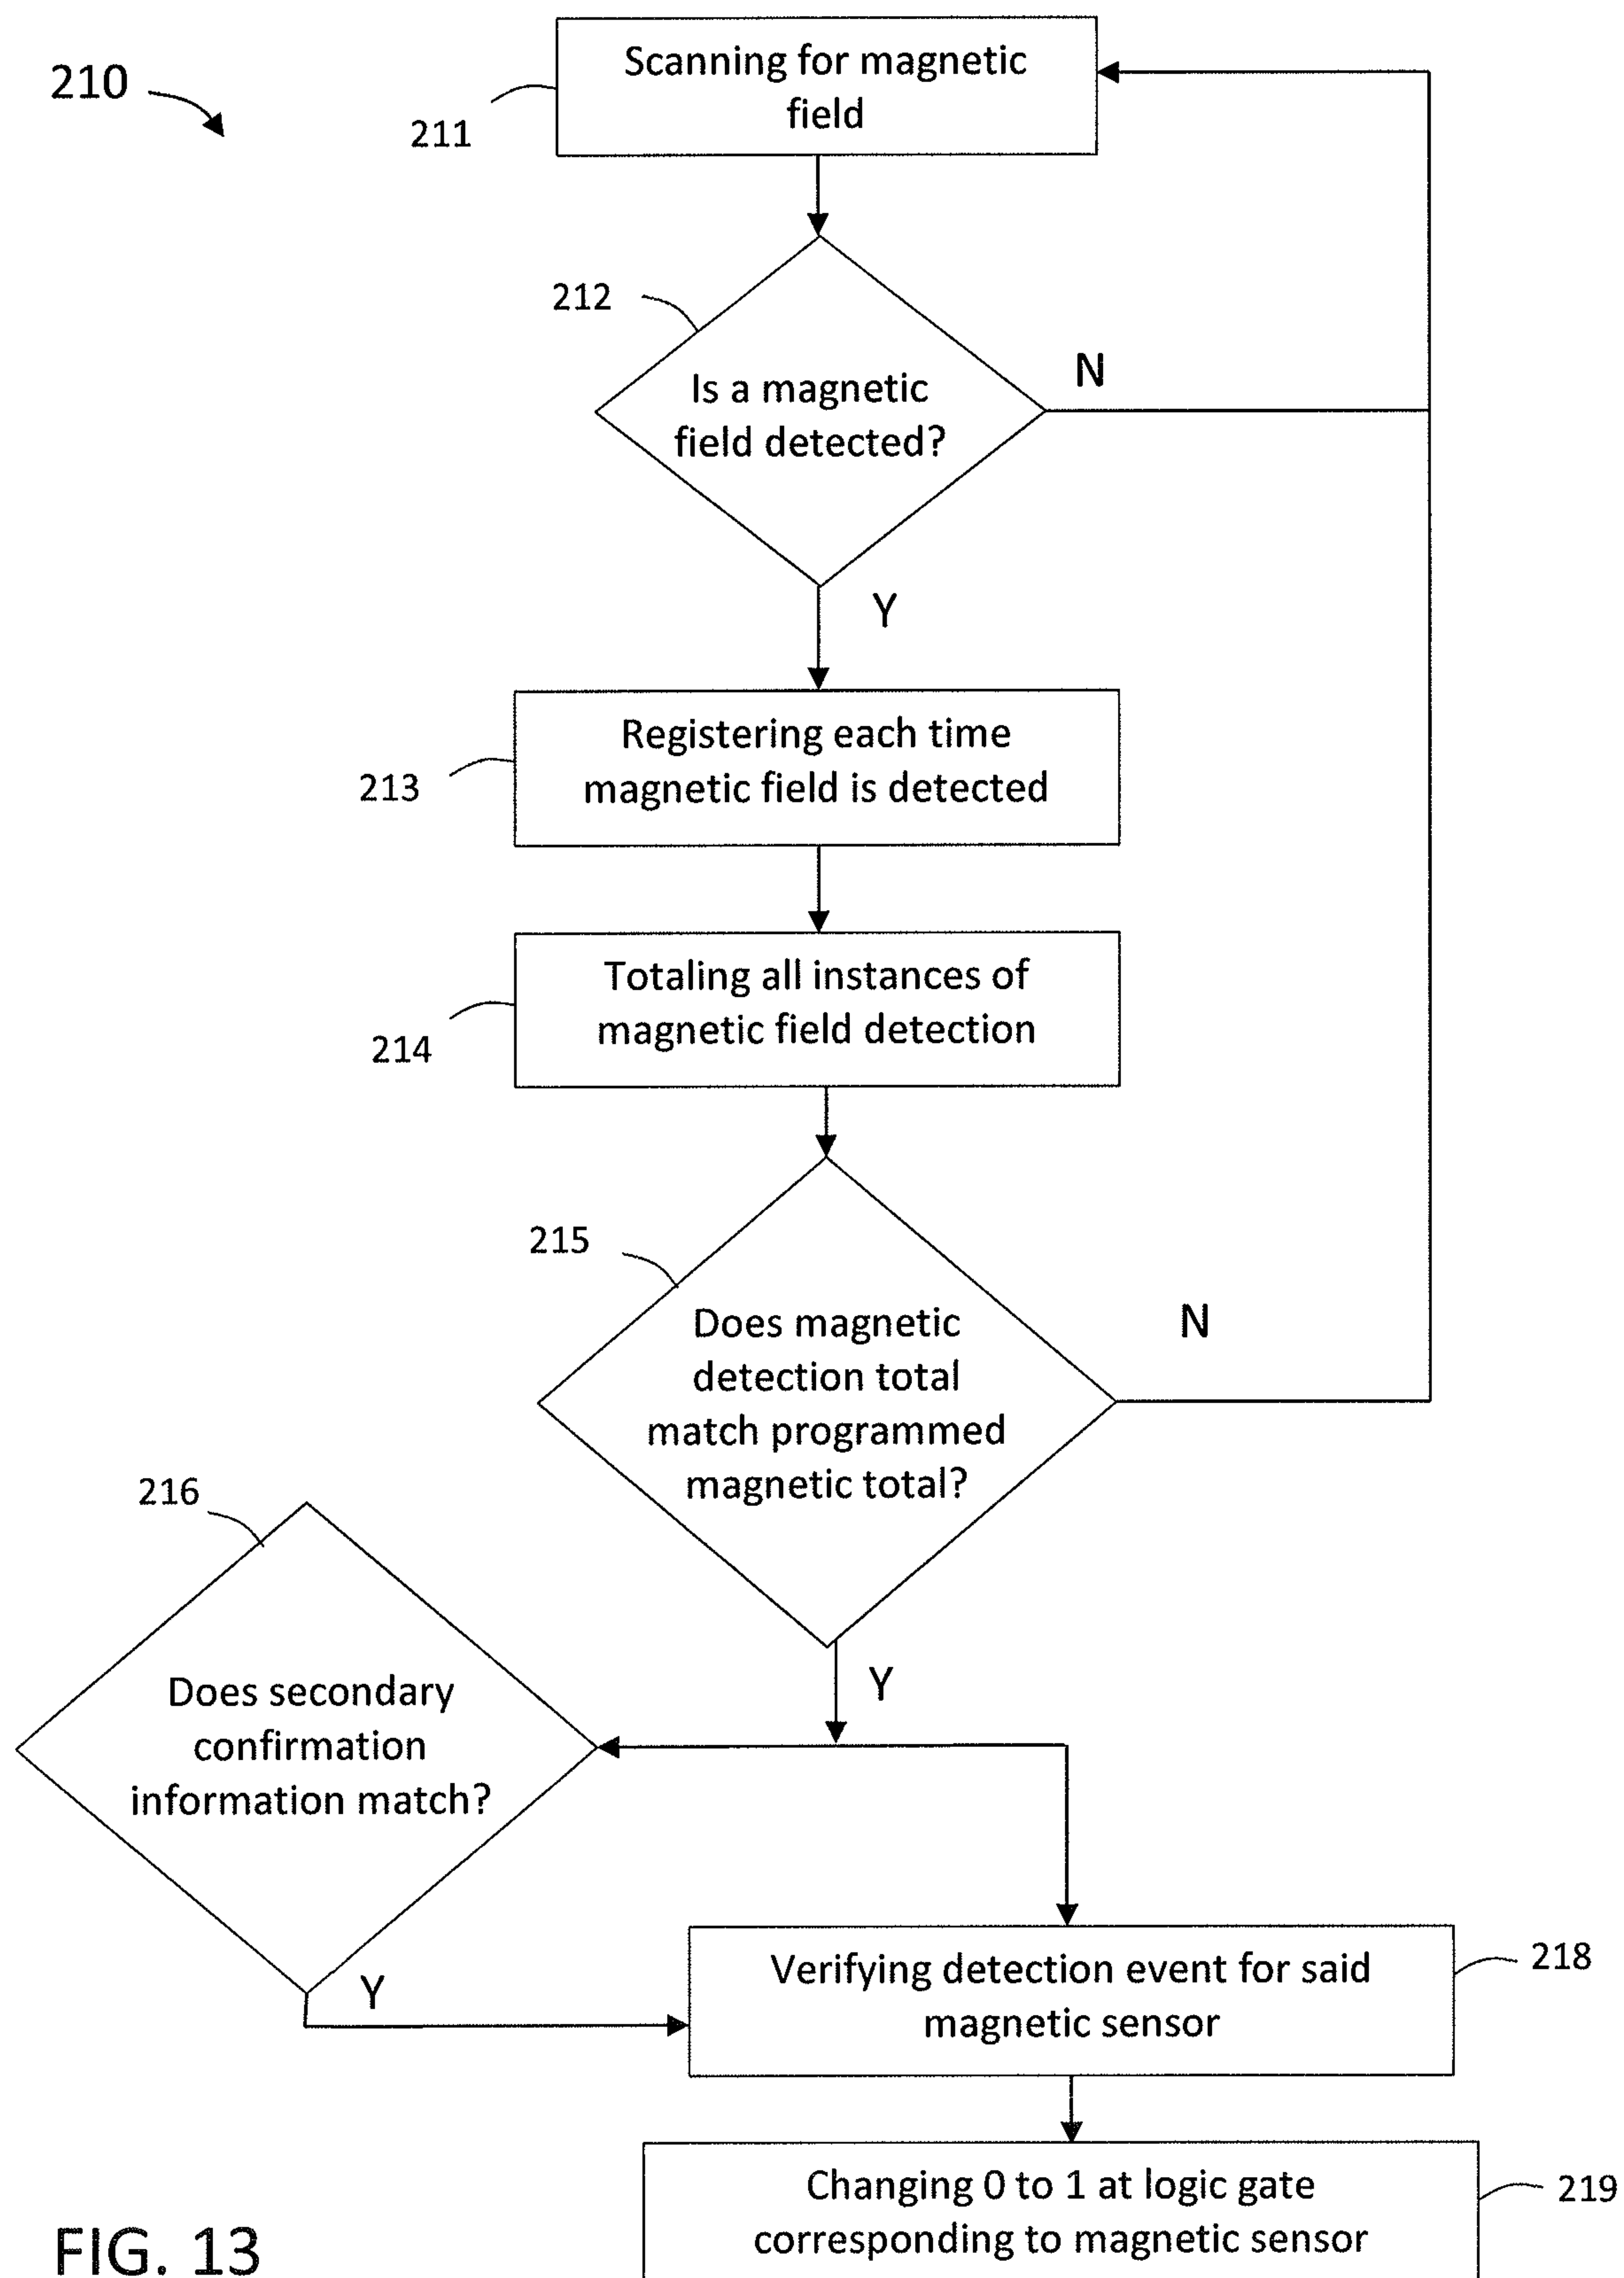 210
Scanning for magnetic
field
211
212
Is a magnetic
field detected?
N
Y
Registering each time
magnetic field is detected
213
Totaling all instances of
magnetic field detection
214
215
Does magnetic
detection total
match programmed
magnetic total?
N
Y
216
Does secondary
confirmation
information match?
Y
Verifying detection event for said
magnetic sensor
218
Changing 0 to 1 at logic gate
corresponding to magnetic sensor
219
FIG. 13